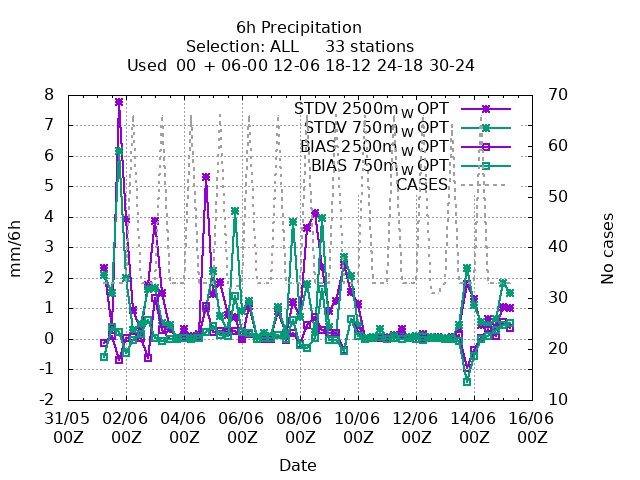 6h Precipitation
Selection: ALL 33 stations
Used 00 + 06-00 12-06 18-12 24-18 30-24
STDV 2500m_W OPT
STDV 750m_W OPT
BIAS 2500m_W OPT
BIAS 750m_W OPT
CASES
mm/6h
8
7
6
5
4
3
2
1
0
-1
-2
No cases
70
60
50
40
30
20
10
31/05 02/06 04/06 06/06 08/06 10/06 12/06 14/06 16/06
00Z 00Z 00Z 00Z 00Z 00Z 00Z 00Z 00Z
Date